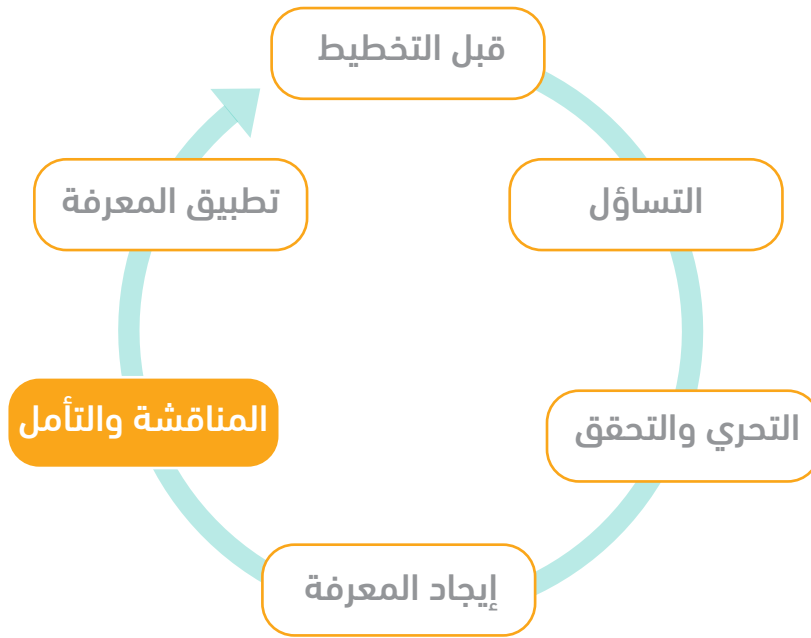 قبل التخطيط
التساؤل
التحري والتحقق
إيجاد المعرفة
المناقشة والتأمل
تطبيق المعرفة